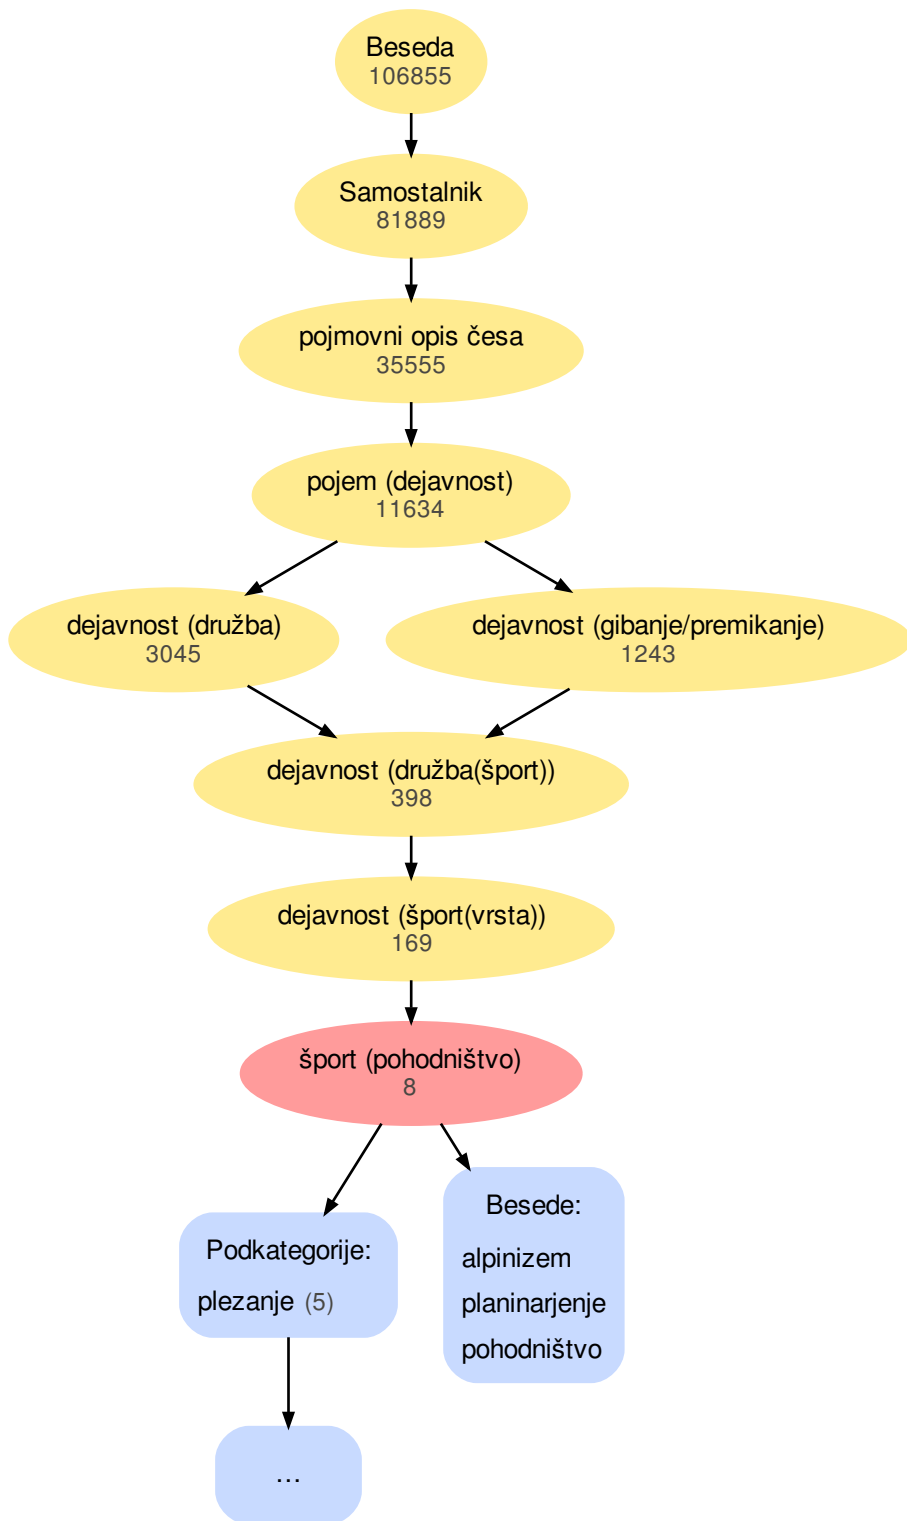 Beseda
106855
Samostalnik
81889
pojmovni opis česa
35555
pojem (dejavnost)
11634
dejavnost (družba)
3045
dejavnost (gibanje/premikanje)
1243
dejavnost (družba(šport))
398
dejavnost (šport(vrsta))
169
šport (pohodništvo)
8
Podkategorije:
plezanje (5)
Besede:
alpinizem
planinarjenje
pohodništvo
…